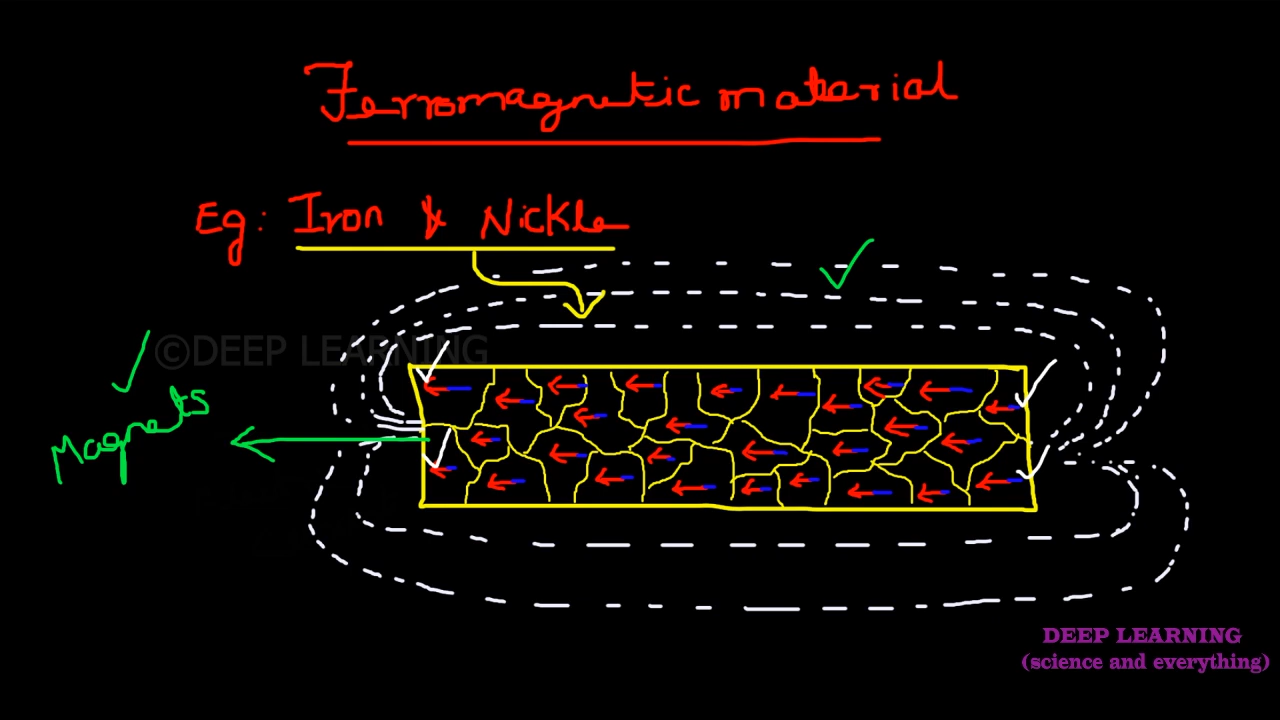 Ferromagnetic material
Eg: Iron & Nickle
©DEEP LEARNING
Magnets
DEEP LEARNING
(science and everything)